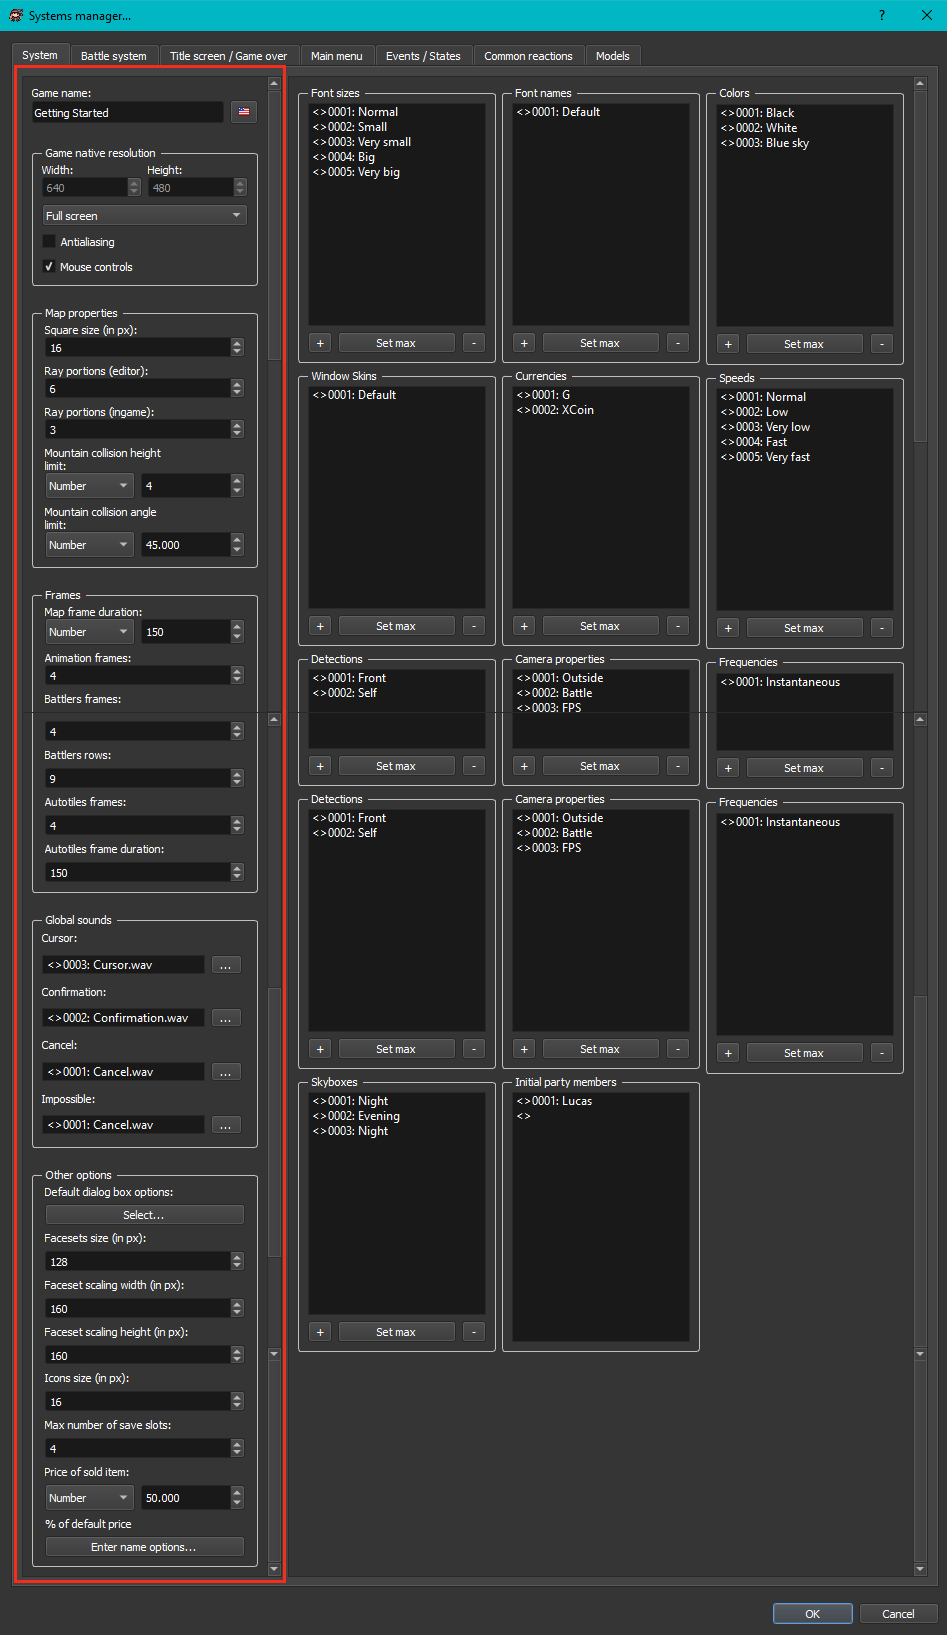 Systems manager...
?
System
Battle system
Title screen / Game over
Main menu
Events / States
Common reactions
Models
Game name:
Getting Started
Game native resolution
Width:
Height:
640
480
Full screen
Antialiasing
Mouse controls
Map properties
Square size (in px):
16
Ray portions (editor):
6
Ray portions (ingame):
3
Mountain collision height
limit:
Number
4
Mountain collision angle
limit:
Number
45.000
Frames
Map frame duration:
Number
150
Animation frames:
4
Battlers frames:
4
Battlers rows:
9
Autotiles frames:
4
Autotiles frame duration:
150
Global sounds
Cursor:
<>0003: Cursor.wav
...
Confirmation:
<>0002: Confirmation.wav
...
Cancel:
<>0001: Cancel.wav
...
Impossible:
<>0001: Cancel.wav
...
Other options
Default dialog box options:
Select...
Facesets size (in px):
128
Faceset scaling width (in px):
160
Faceset scaling height (in px):
160
Icons size (in px):
16
Max number of save slots:
4
Price of sold item:
Number
50.000
% of default price
Enter name options...
Font sizes
<>0001: Normal
<>0002: Small
<>0003: Very small
<>0004: Big
<>0005: Very big
+
Set max
-
Font names
<>0001: Default
+
Set max
-
Colors
<>0001: Black
<>0002: White
<>0003: Blue sky
+
Set max
-
Window Skins
<>0001: Default
+
Set max
-
Currencies
<>0001: G
<>0002: XCoin
+
Set max
-
Speeds
<>0001: Normal
<>0002: Low
<>0003: Very low
<>0004: Fast
<>0005: Very fast
+
Set max
-
Detections
<>0001: Front
<>0002: Self
+
Set max
-
Camera properties
<>0001: Outside
<>0002: Battle
<>0003: FPS
+
Set max
-
Frequencies
<>0001: Instantaneous
+
Set max
-
Detections
<>0001: Front
<>0002: Self
+
Set max
-
Camera properties
<>0001: Outside
<>0002: Battle
<>0003: FPS
+
Set max
-
Frequencies
<>0001: Instantaneous
+
Set max
-
Skyboxes
<>0001: Night
<>0002: Evening
<>0003: Night
+
Set max
-
Initial party members
<>0001: Lucas
<>
OK
Cancel